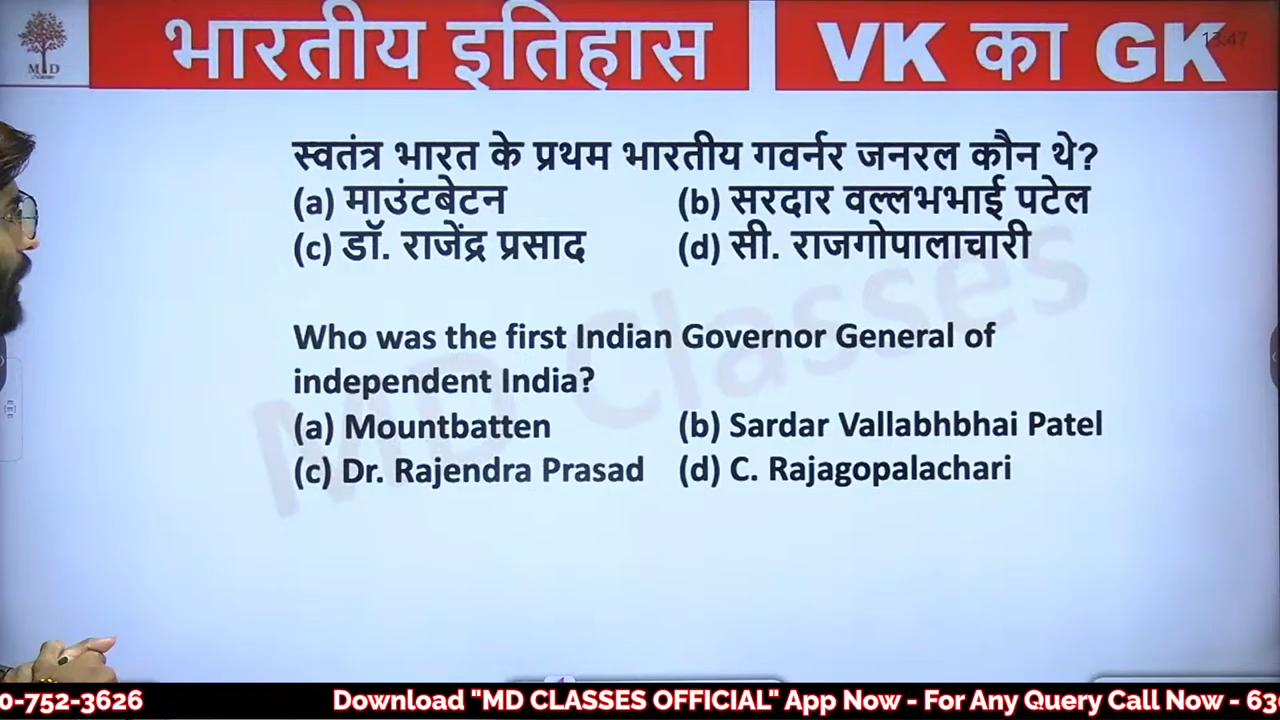 भारतीय इतिहास
VK का GK
13:47
M D
स्वतंत्र भारत के प्रथम भारतीय गवर्नर जनरल कौन थे?
(a) माउंटबेटन (b) सरदार वल्लभभाई पटेल
(c) डॉ. राजेंद्र प्रसाद (d) सी. राजगोपालाचारी
MD Classes
Who was the first Indian Governor General of
independent India?
(a) Mountbatten (b) Sardar Vallabhbhai Patel
(c) Dr. Rajendra Prasad (d) C. Rajagopalachari
0-752-3626 Download "MD CLASSES OFFICIAL" App Now - For Any Query Call Now - 63